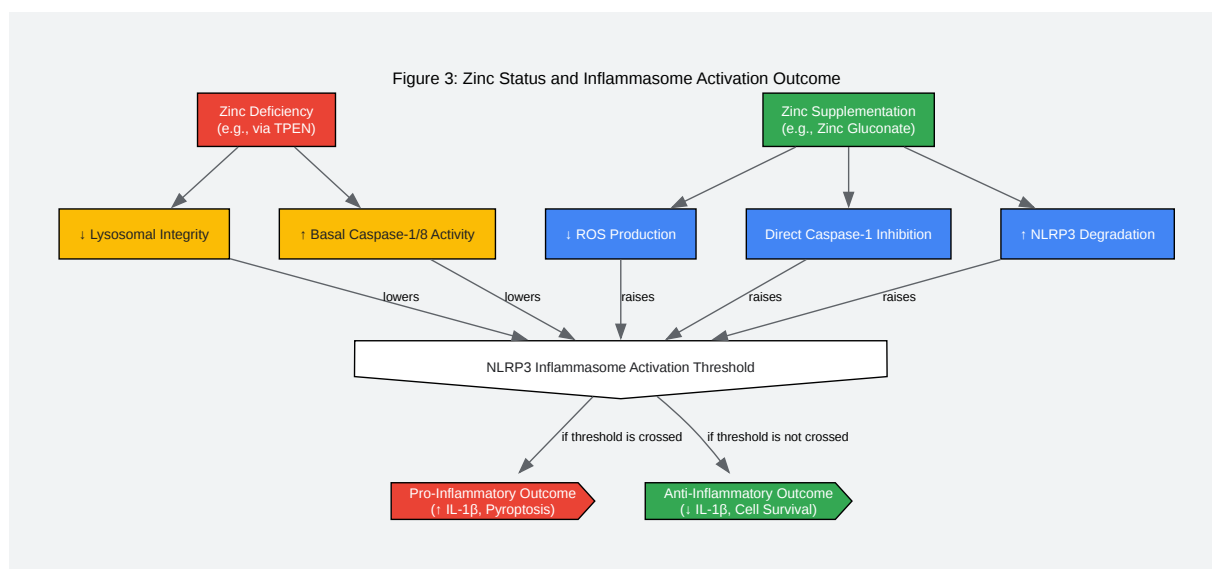 Figure 3: Zinc Status and Inflammasome Activation Outcome
Zinc Deficiency
(e.g., via TPEN)
Zinc Supplementation
(e.g., Zinc Gluconate)
↓ Lysosomal Integrity
↑ Basal Caspase-1/8 Activity
↓ ROS Production
Direct Caspase-1 Inhibition
↑ NLRP3 Degradation
lowers
lowers
raises
raises
raises
NLRP3 Inflammasome Activation Threshold
if threshold is crossed
if threshold is not crossed
Pro-Inflammatory Outcome
(↑ IL-1β, Pyroptosis)
Anti-Inflammatory Outcome
(↓ IL-1β, Cell Survival)